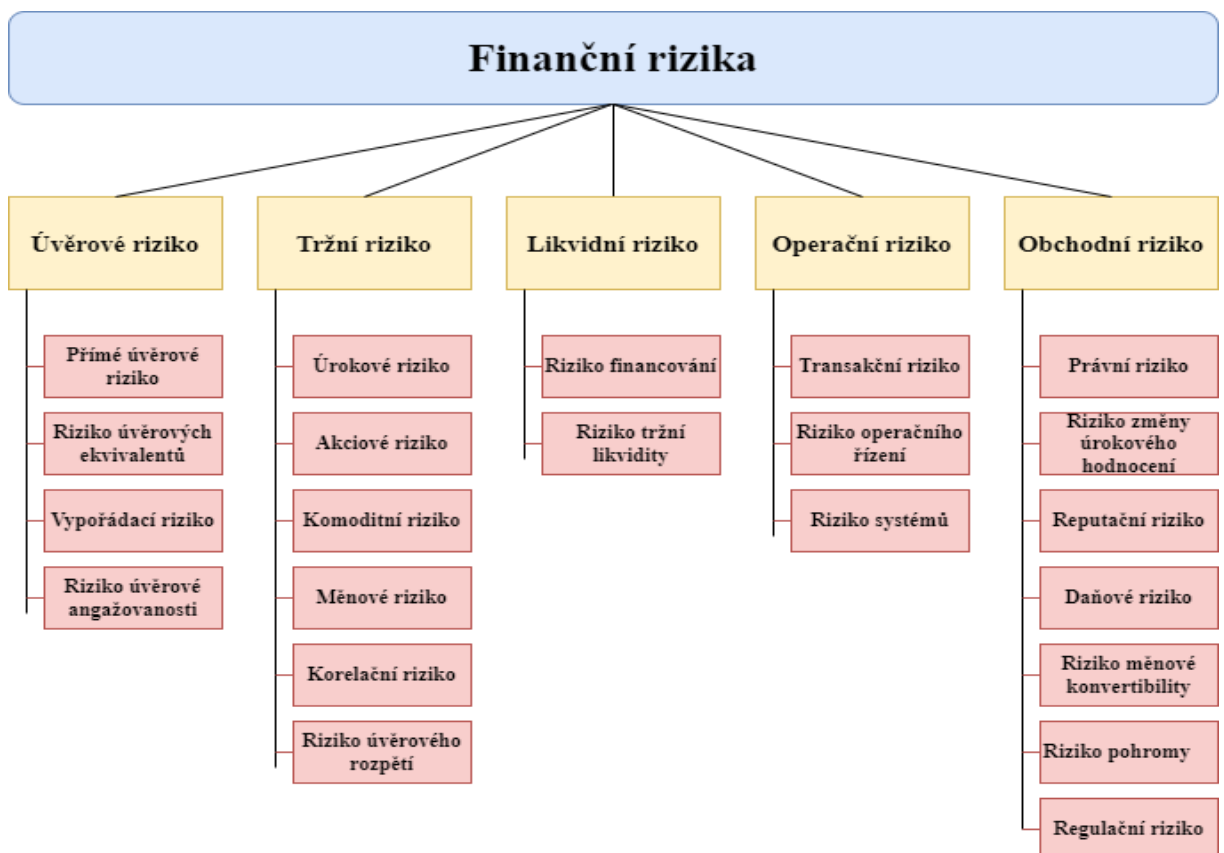 Finanční rizika
Úvěrové riziko
Přímé úvěrové
riziko
Riziko úvěrových
ekvivalentů
Vypořádací riziko
Riziko úvěrové
angažovanosti
Tržní riziko
Úrokové riziko
Akciové riziko
Komoditní riziko
Měnové riziko
Korelační riziko
Riziko úvěrového
rozpětí
Likvidní riziko
Riziko financování
Riziko tržní
likvidity
Operační riziko
Transakční riziko
Riziko operačního
řízení
Riziko systémů
Obchodní riziko
Právní riziko
Riziko změny
úrokového
hodnocení
Reputační riziko
Daňové riziko
Riziko měnové
konvertibility
Riziko pohromy
Regulační riziko